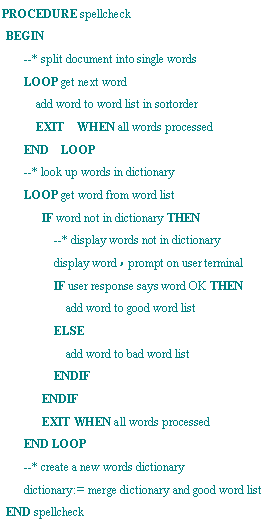 PROCEDURE spellcheck
BEGIN
--* split document into single words
LOOP get next word
add word to word list in sortorder
EXIT WHEN all words processed
END LOOP
--* look up words in dictionary
LOOP get word from word list
IF word not in dictionary THEN
--* display words not in dictionary
display word, prompt on user terminal
IF user response says word OK THEN
add word to good word list
ELSE
add word to bad word list
ENDIF
ENDIF
EXIT WHEN all words processed
END LOOP
--* create a new words dictionary
dictionary:= merge dictionary and good word list
END spellcheck